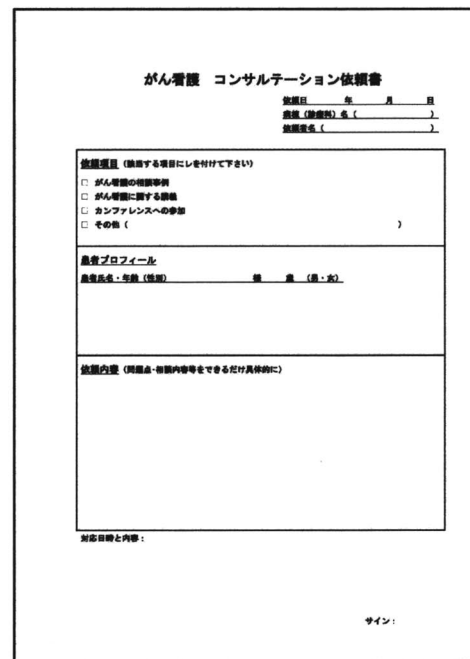 がん看護　コンサルテーション依頼書
依頼日　　年　　月　　日
病棟（診療科）名（　　　　）
依頼者名（　　　　）
依頼項目（該当する項目にレを付けて下さい）
□ がん看護の相談事例
□ がん看護に関する講義
□ カンファレンスへの参加
□ その他（　　　　）
患者プロフィール
患者氏名・年齢（性別）　　　　様　　歳　（男・女）
依頼内容（問題点・相談内容等をできるだけ具体的に）
対応日時と内容：
サイン：